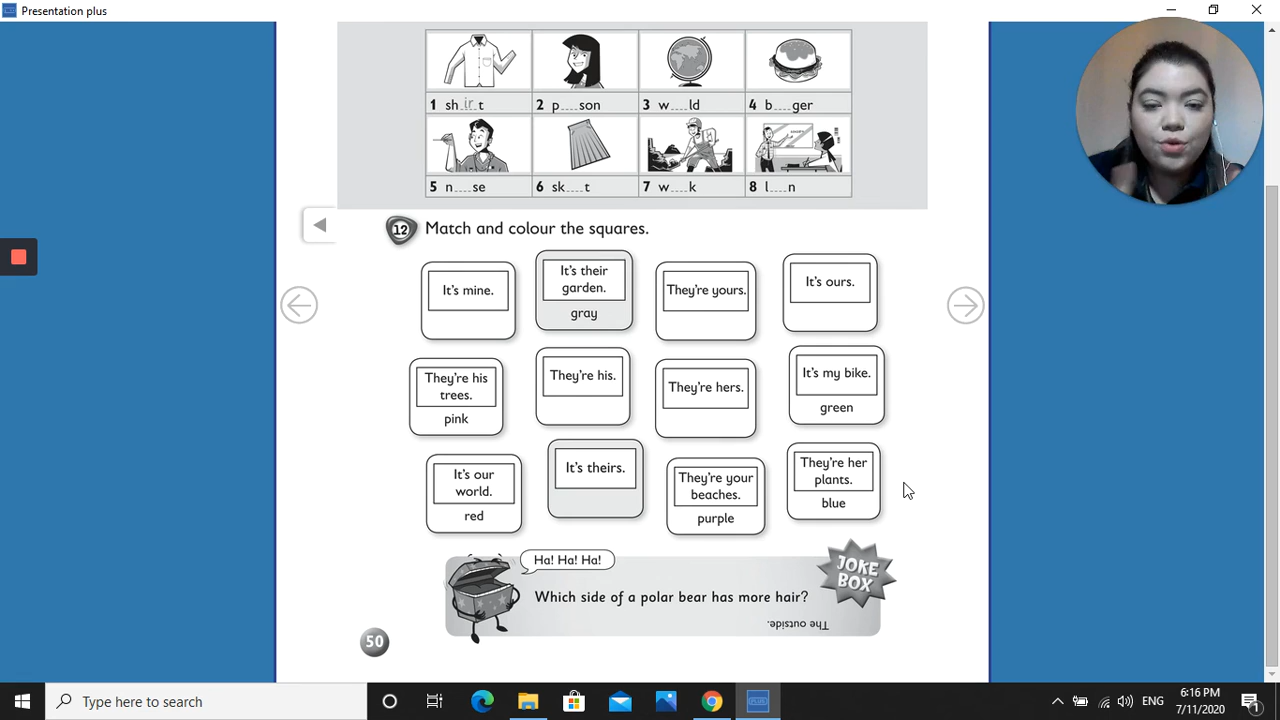 Presentation plus
1 sh ir t
2 p....son
3 w....ld
4 b....ger
5 n....se
6 sk....t
7 w....k
8 l....n
12 Match and colour the squares.
It's mine.
It's their
garden.
gray
They're yours.
It's ours.
They're his
trees.
pink
They're his.
They're hers.
It's my bike.
green
It's our
world.
red
It's theirs.
They're your
beaches.
purple
They're her
plants.
blue
Ha! Ha! Ha!
JOKE
BOX
Which side of a polar bear has more hair?
The outside.
50
Type here to search
ENG
6:16 PM
7/11/2020
1